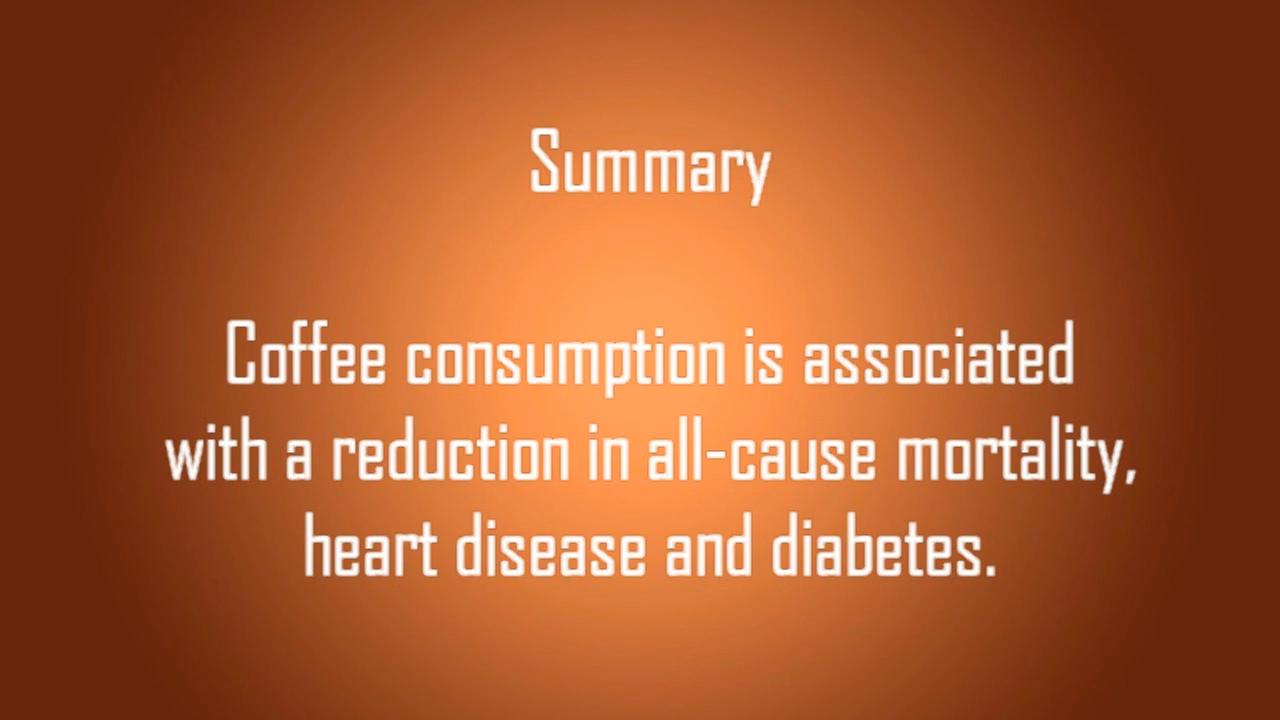 Summary
Coffee consumption is associated
with a reduction in all-cause mortality,
heart disease and diabetes.